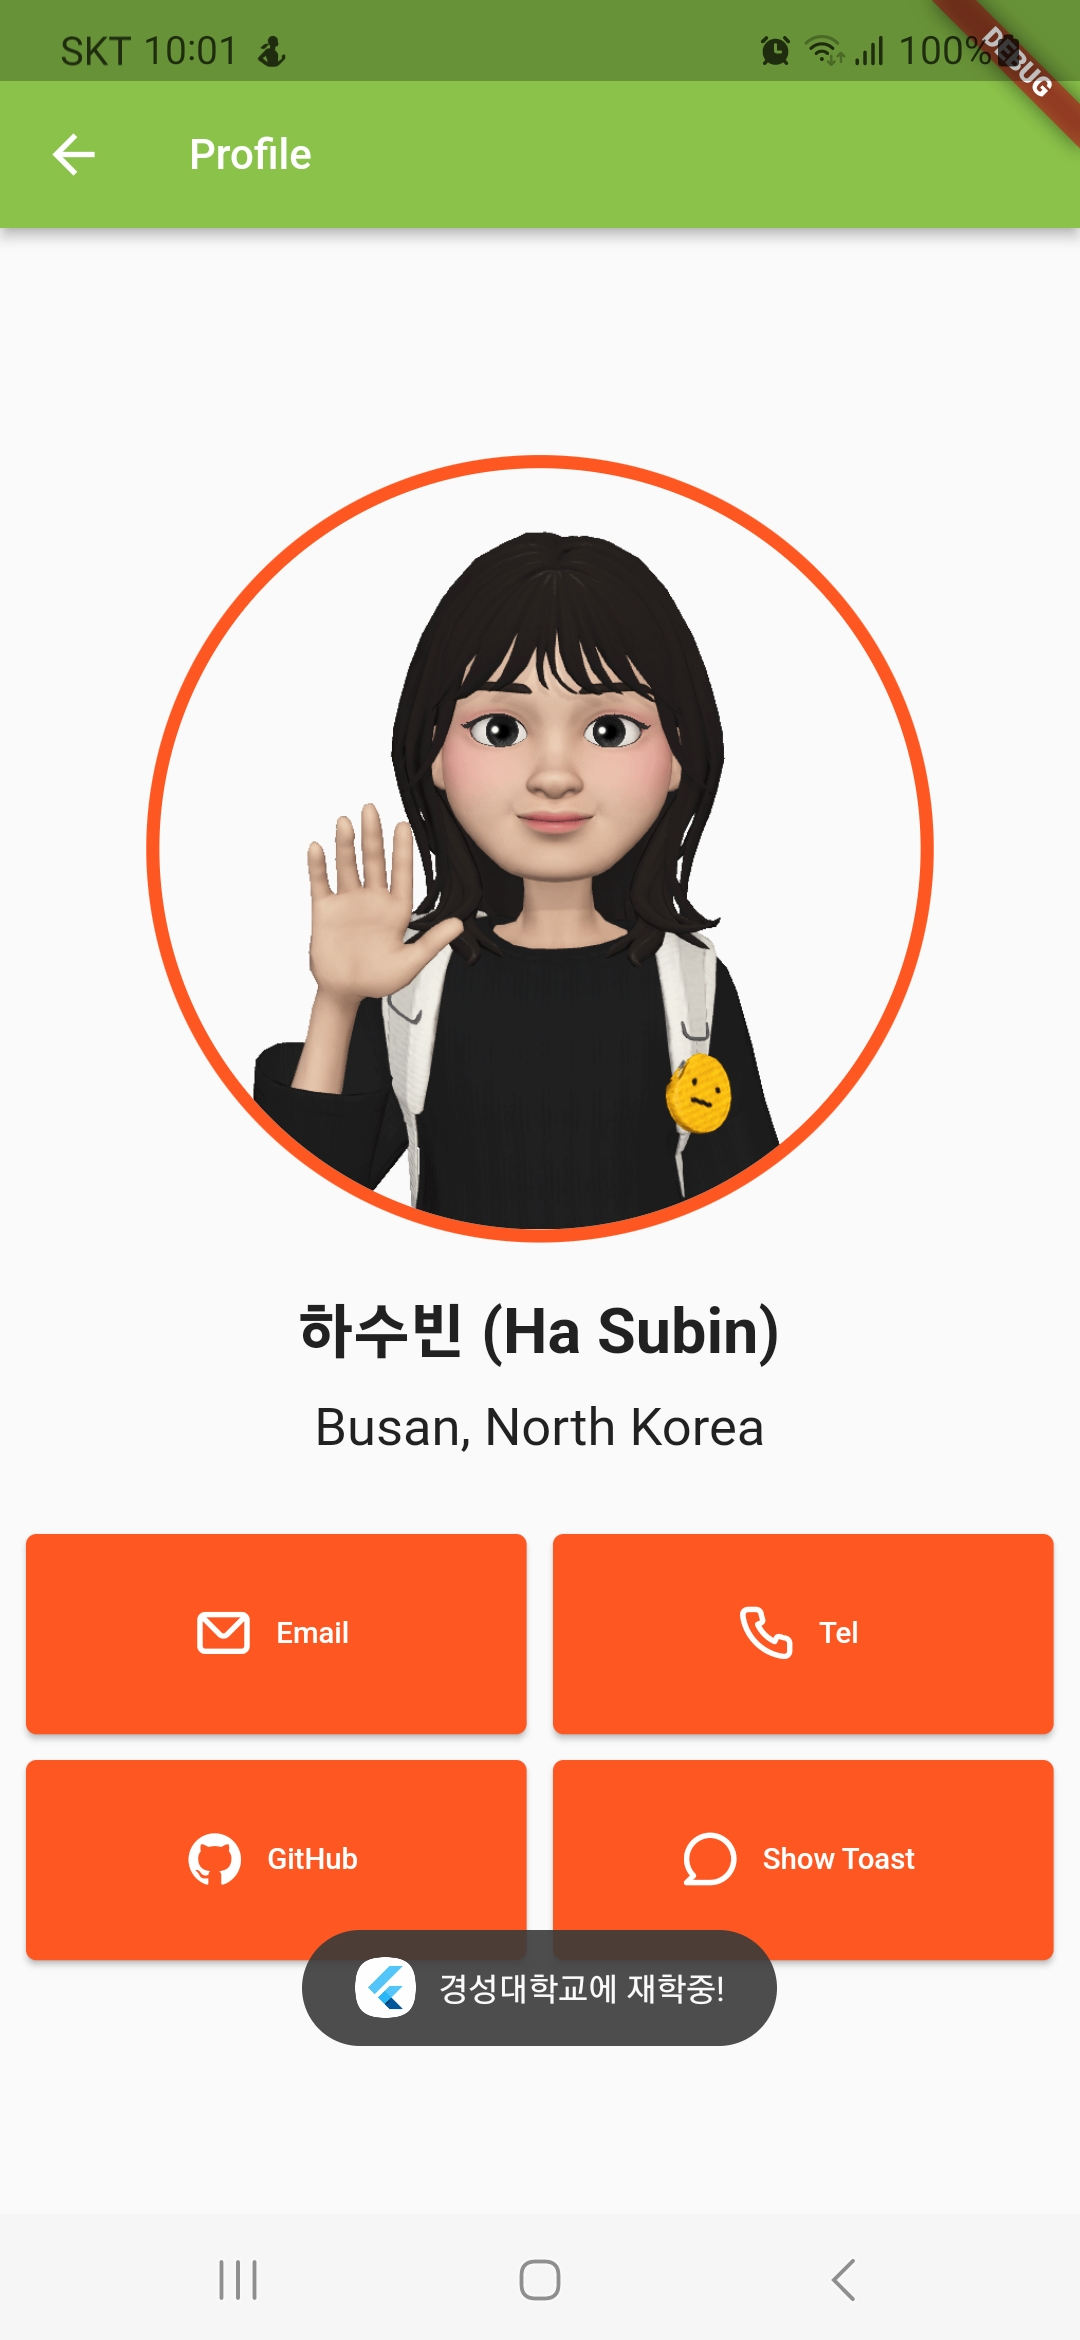 SKT 10:01
100%
DEBUG
Profile
하수빈 (Ha Subin)
Busan, North Korea
Email
Tel
GitHub
Show Toast
경성대학교에 재학중!